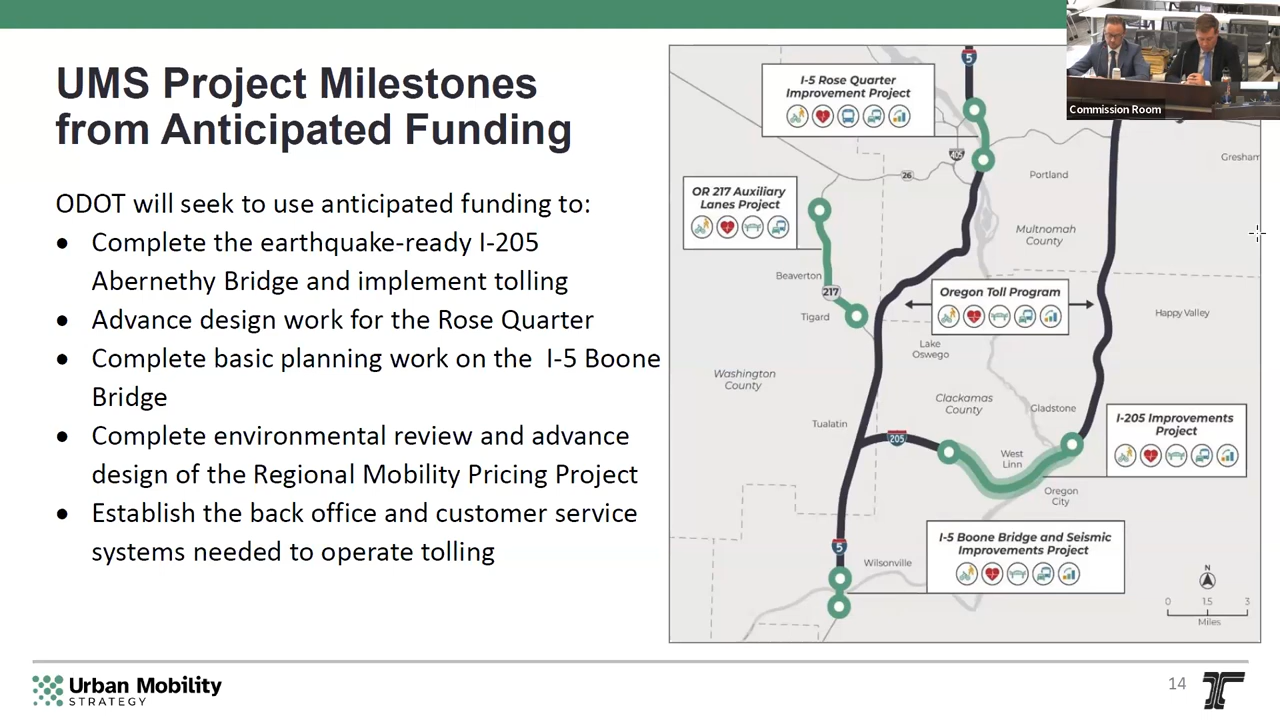 UMS Project Milestones
from Anticipated Funding
ODOT will seek to use anticipated funding to:
• Complete the earthquake-ready I-205
Abernethy Bridge and implement tolling
• Advance design work for the Rose Quarter
• Complete basic planning work on the I-5 Boone
Bridge
• Complete environmental review and advance
design of the Regional Mobility Pricing Project
• Establish the back office and customer service
systems needed to operate tolling
Commission Room
5
I-5 Rose Quarter
Improvement Project
405
26
Gresham
Portland
OR 217 Auxiliary
Lanes Project
Multnomah
County
Beaverton
217
Oregon Toll Program
Tigard
Happy Valley
Lake
Oswego
Washington
County
Clackamas
County
Gladstone
I-205 Improvements
Project
Tualatin
205
West
Linn
Oregon
City
I-5 Boone Bridge and Seismic
Improvements Project
5
Wilsonville
N
0 1.5 3
Miles
Urban Mobility
STRATEGY
14